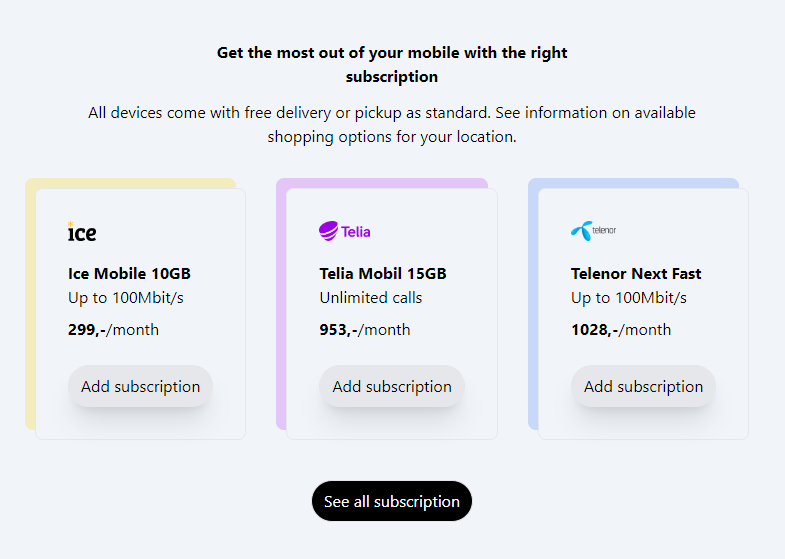 Get the most out of your mobile with the right
subscription
All devices come with free delivery or pickup as standard. See information on available
shopping options for your location.
ice
Ice Mobile 10GB
Up to 100Mbit/s
299,-/month
Add subscription
Telia
Telia Mobil 15GB
Unlimited calls
953,-/month
Add subscription
telenor
Telenor Next Fast
Up to 100Mbit/s
1028,-/month
Add subscription
See all subscription